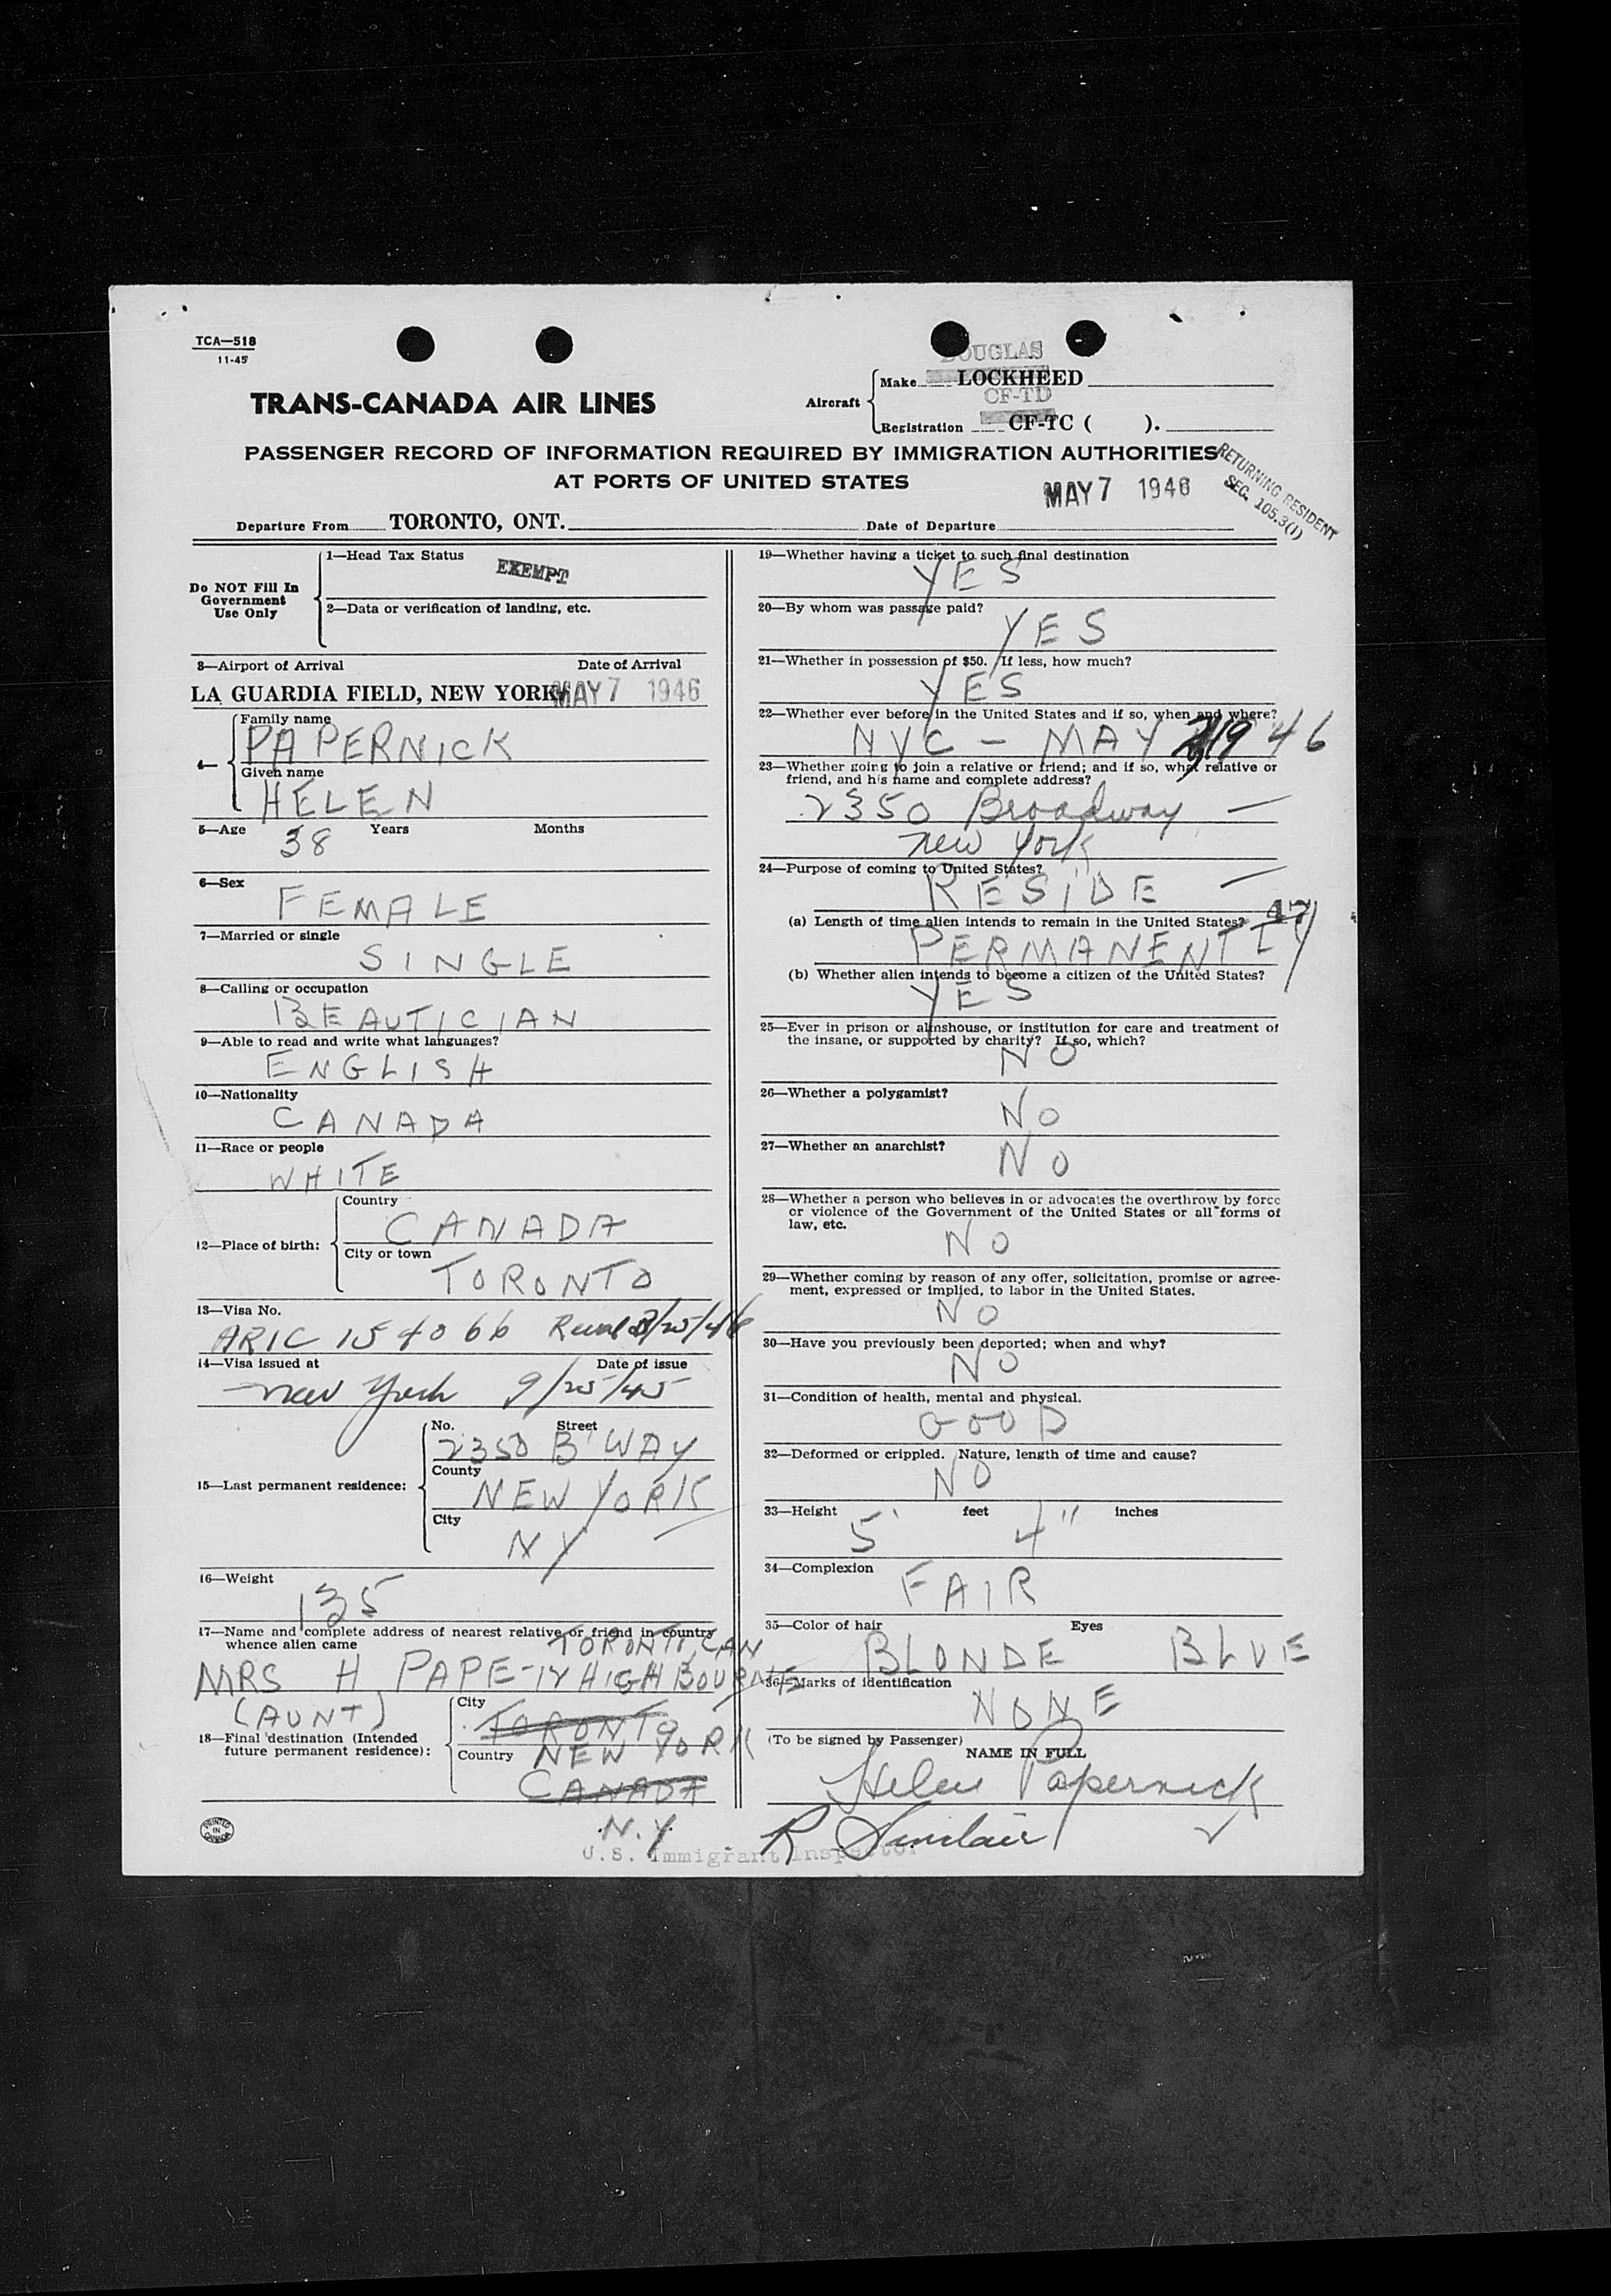 TCA—518
11-45
DOUGLAS
Make LOCKHEED
TRANS-CANADA AIR LINES
Aircraft
CF-TD
Registration CF-TC ( ).
PASSENGER RECORD OF INFORMATION REQUIRED BY IMMIGRATION AUTHORITIES
AT PORTS OF UNITED STATES
RETURNING RESIDENT
SEC. 105.3(1)
MAY 7 1946
Departure From TORONTO, ONT. Date of Departure
Do NOT Fill In
Government
Use Only
1—Head Tax Status
EXEMPT
2—Data or verification of landing, etc.
3—Airport of Arrival Date of Arrival
LA GUARDIA FIELD, NEW YORK MAY 7 1946
4—
Family name
PAPERNICK
Given name
HELEN
5—Age 38 Years Months
6—Sex
FEMALE
7—Married or single
SINGLE
8—Calling or occupation
BEAUTICIAN
9—Able to read and write what languages?
ENGLISH
10—Nationality
CANADA
11—Race or people
WHITE
12—Place of birth:
Country
CANADA
City or town
TORONTO
13—Visa No.
ARIC 154066 /25/46
14—Visa issued at Date of issue
New York 9/25/45
15—Last permanent residence:
No. Street
2350 B'WAY
County
NEW YORK
City
NY
16—Weight
135
17—Name and complete address of nearest relative or friend in country
whence alien came
TORONTO, CAN
MRS H PAPE-12 HIGHBOURNE
(AUNT)
18—Final destination (Intended
future permanent residence):
City
TORONTO
NEW YORK
Country
CANADA
N.Y.
PRINTED
IN
CANADA
19—Whether having a ticket to such final destination
YES
20—By whom was passage paid?
YES
21—Whether in possession of $50. If less, how much?
YES
22—Whether ever before in the United States and if so, when and where?
NYC - MAY 1946
23—Whether going to join a relative or friend; and if so, what relative or
friend, and his name and complete address?
2350 Broadway —
New York
24—Purpose of coming to United States?
RESIDE —
(a) Length of time alien intends to remain in the United States?
PERMANENTLY
(b) Whether alien intends to become a citizen of the United States?
YES
25—Ever in prison or almshouse, or institution for care and treatment of
the insane, or supported by charity? If so, which?
NO
26—Whether a polygamist?
NO
27—Whether an anarchist?
NO
28—Whether a person who believes in or advocates the overthrow by force
or violence of the Government of the United States or all forms of
law, etc.
NO
29—Whether coming by reason of any offer, solicitation, promise or agree-
ment, expressed or implied, to labor in the United States.
NO
30—Have you previously been deported; when and why?
NO
31—Condition of health, mental and physical.
GOOD
32—Deformed or crippled. Nature, length of time and cause?
NO
33—Height 5' feet 4" inches
34—Complexion
FAIR
35—Color of hair Eyes
BLONDE BLUE
36—Marks of identification
NONE
(To be signed by Passenger)
NAME IN FULL
Helen Papernick
R Sinclair
U.S. Immigrant Inspector